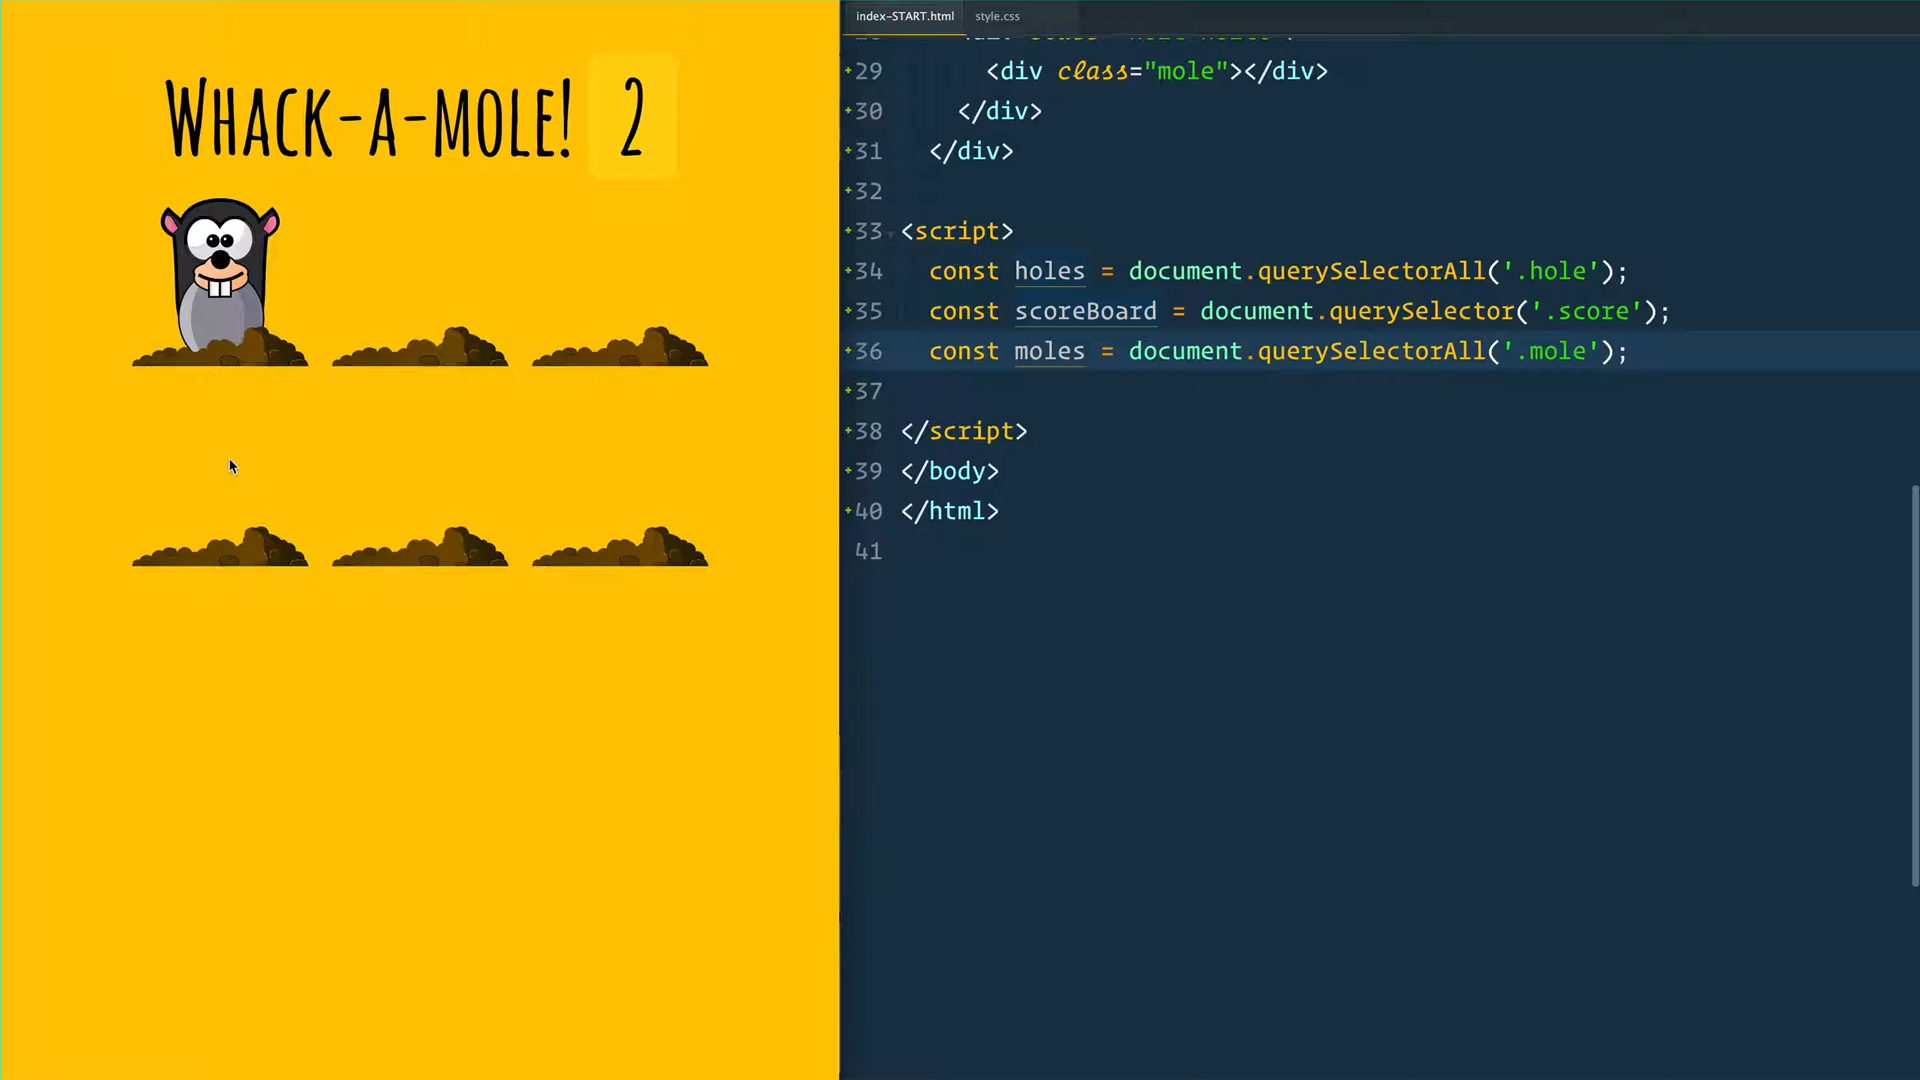 WHACK-A-MOLE! 2
index-START.html style.css
29 <div class="mole"></div>
30 </div>
31 </div>
32
33 <script>
34 const holes = document.querySelectorAll('.hole');
35 const scoreBoard = document.querySelector('.score');
36 const moles = document.querySelectorAll('.mole');
37
38 </script>
39 </body>
40 </html>
41